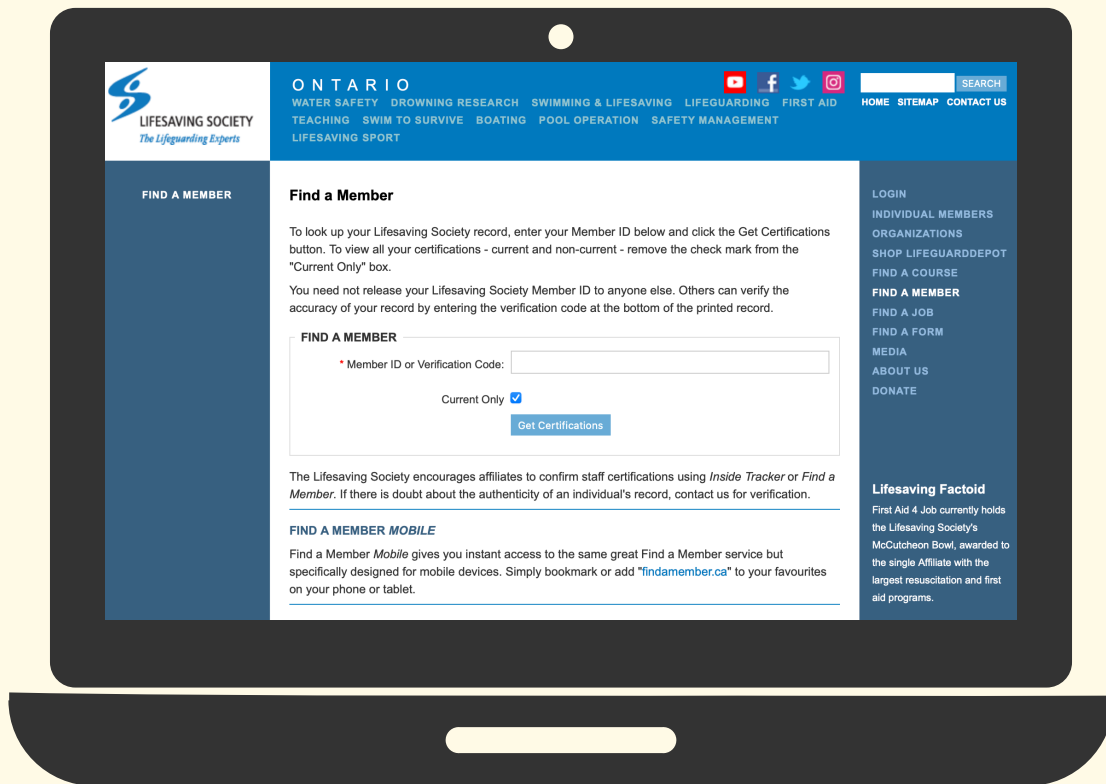 LIFESAVING SOCIETY
The Lifeguarding Experts
ONTARIO
WATER SAFETY DROWNING RESEARCH SWIMMING & LIFESAVING LIFEGUARDING FIRST AID
TEACHING SWIM TO SURVIVE BOATING POOL OPERATION SAFETY MANAGEMENT
LIFESAVING SPORT
SEARCH
HOME SITEMAP CONTACT US
FIND A MEMBER
Find a Member
To look up your Lifesaving Society record, enter your Member ID below and click the Get Certifications
button. To view all your certifications - current and non-current - remove the check mark from the
"Current Only" box.
You need not release your Lifesaving Society Member ID to anyone else. Others can verify the
accuracy of your record by entering the verification code at the bottom of the printed record.
FIND A MEMBER
* Member ID or Verification Code:
Current Only
Get Certifications
The Lifesaving Society encourages affiliates to confirm staff certifications using Inside Tracker or Find a
Member. If there is doubt about the authenticity of an individual's record, contact us for verification.
FIND A MEMBER MOBILE
Find a Member Mobile gives you instant access to the same great Find a Member service but
specifically designed for mobile devices. Simply bookmark or add "findamember.ca" to your favourites
on your phone or tablet.
LOGIN
INDIVIDUAL MEMBERS
ORGANIZATIONS
SHOP LIFEGUARDDEPOT
FIND A COURSE
FIND A MEMBER
FIND A JOB
FIND A FORM
MEDIA
ABOUT US
DONATE
Lifesaving Factoid
First Aid 4 Job currently holds
the Lifesaving Society's
McCutcheon Bowl, awarded to
the single Affiliate with the
largest resuscitation and first
aid programs.